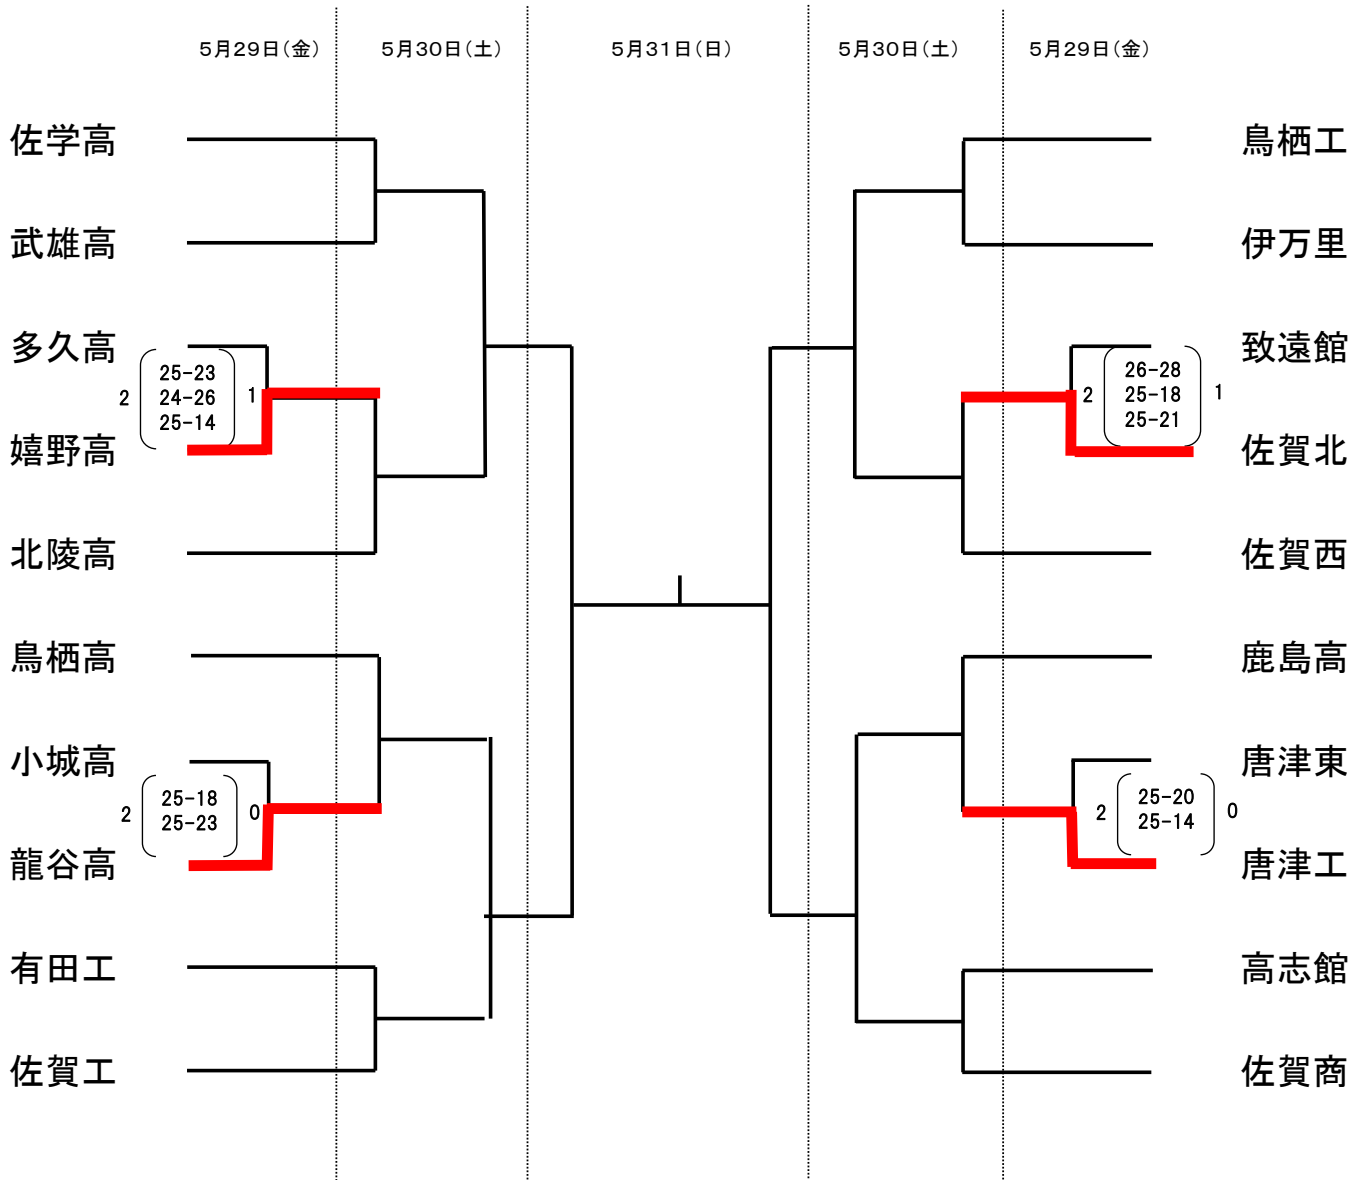 5月29日(金)
5月30日(土)
5月31日(日)
5月30日(土)
5月29日(金)
佐学高
武雄高
多久高
2
25-23
24-26
25-14
1
嬉野高
北陵高
鳥栖高
小城高
2
25-18
25-23
0
龍谷高
有田工
佐賀工
鳥栖工
伊万里
致遠館
2
26-28
25-18
25-21
1
佐賀北
佐賀西
鹿島高
唐津東
2
25-20
25-14
0
唐津工
高志館
佐賀商